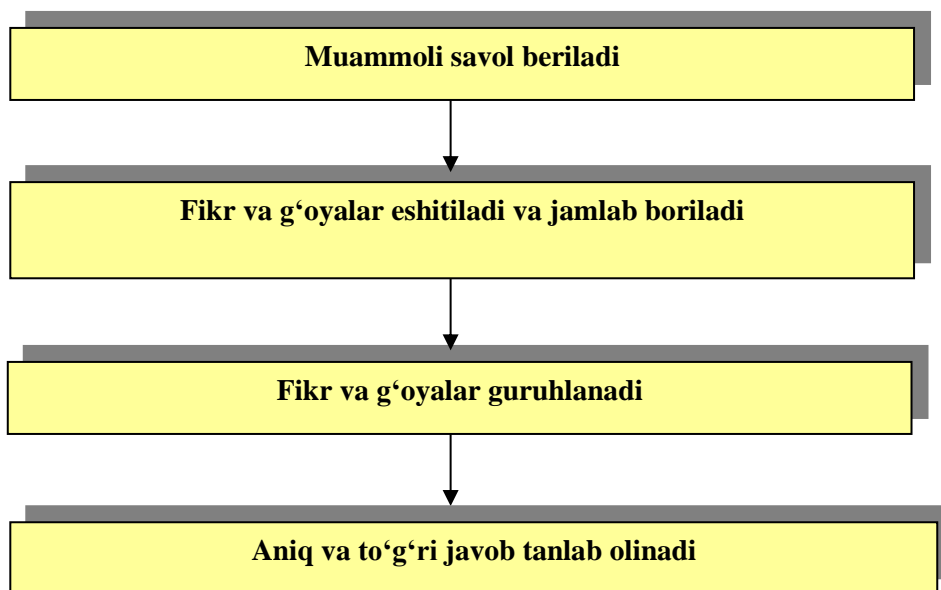 Muammoli savol beriladi
Fikr va g‘oyalar eshitiladi va jamlab boriladi
Fikr va g‘oyalar guruhlanadi
Aniq va to‘g‘ri javob tanlab olinadi